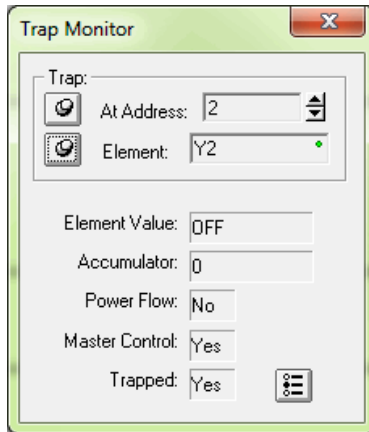 Trap Monitor
Trap:
At Address: 2
Element: Y2
Element Value: OFF
Accumulator: 0
Power Flow: No
Master Control: Yes
Trapped: Yes